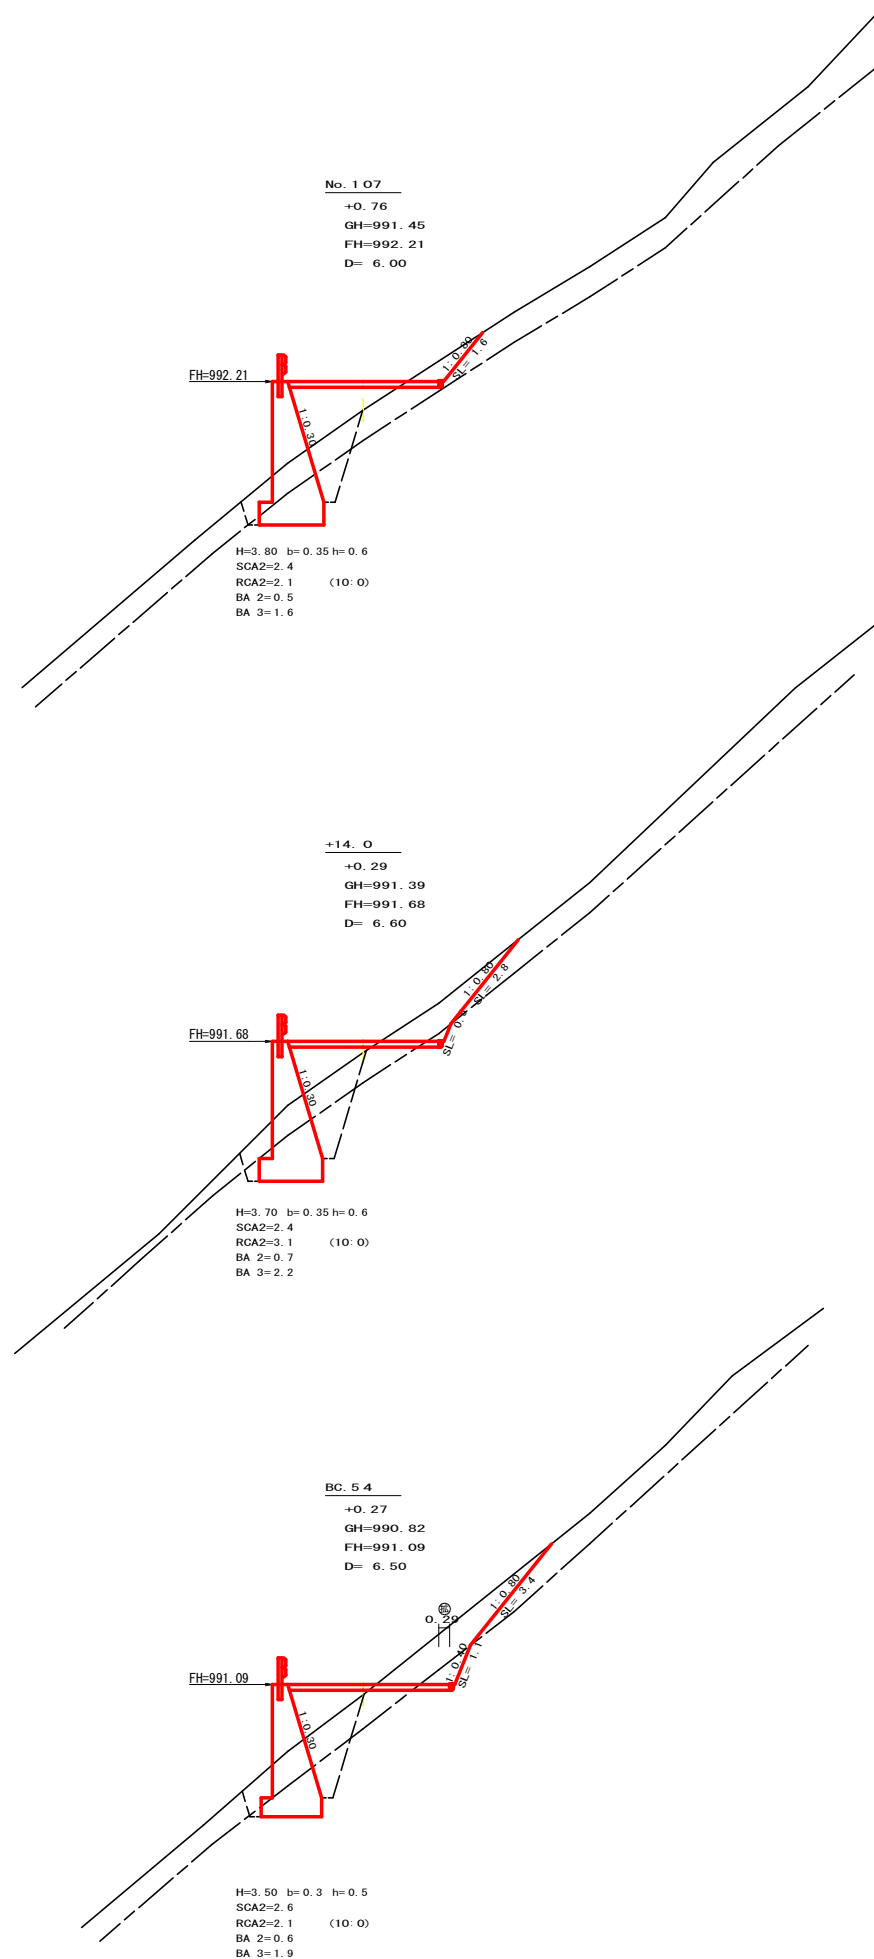 No.107
+0.76
GH=991.45
FH=992.21
D= 6.00
1:0.80
SL= 1.6
FH=992.21
1:0.30
H=3.80 b=0.35 h=0.6
SCA2=2.4
RCA2=2.1 (10:0)
BA 2=0.5
BA 3=1.6
+14.0
+0.29
GH=991.39
FH=991.68
D= 6.60
1:0.80
SL= 2.8
FH=991.68
1:0.30
H=3.70 b=0.35 h=0.6
SCA2=2.4
RCA2=3.1 (10:0)
BA 2=0.7
BA 3=2.2
BC.54
+0.27
GH=990.82
FH=991.09
D= 6.50
1:0.80
SL= 3.4
0.29
1:0.40
SL= 1.1
FH=991.09
1:0.30
H=3.50 b=0.3 h=0.5
SCA2=2.6
RCA2=2.1 (10:0)
BA 2=0.6
BA 3=1.9